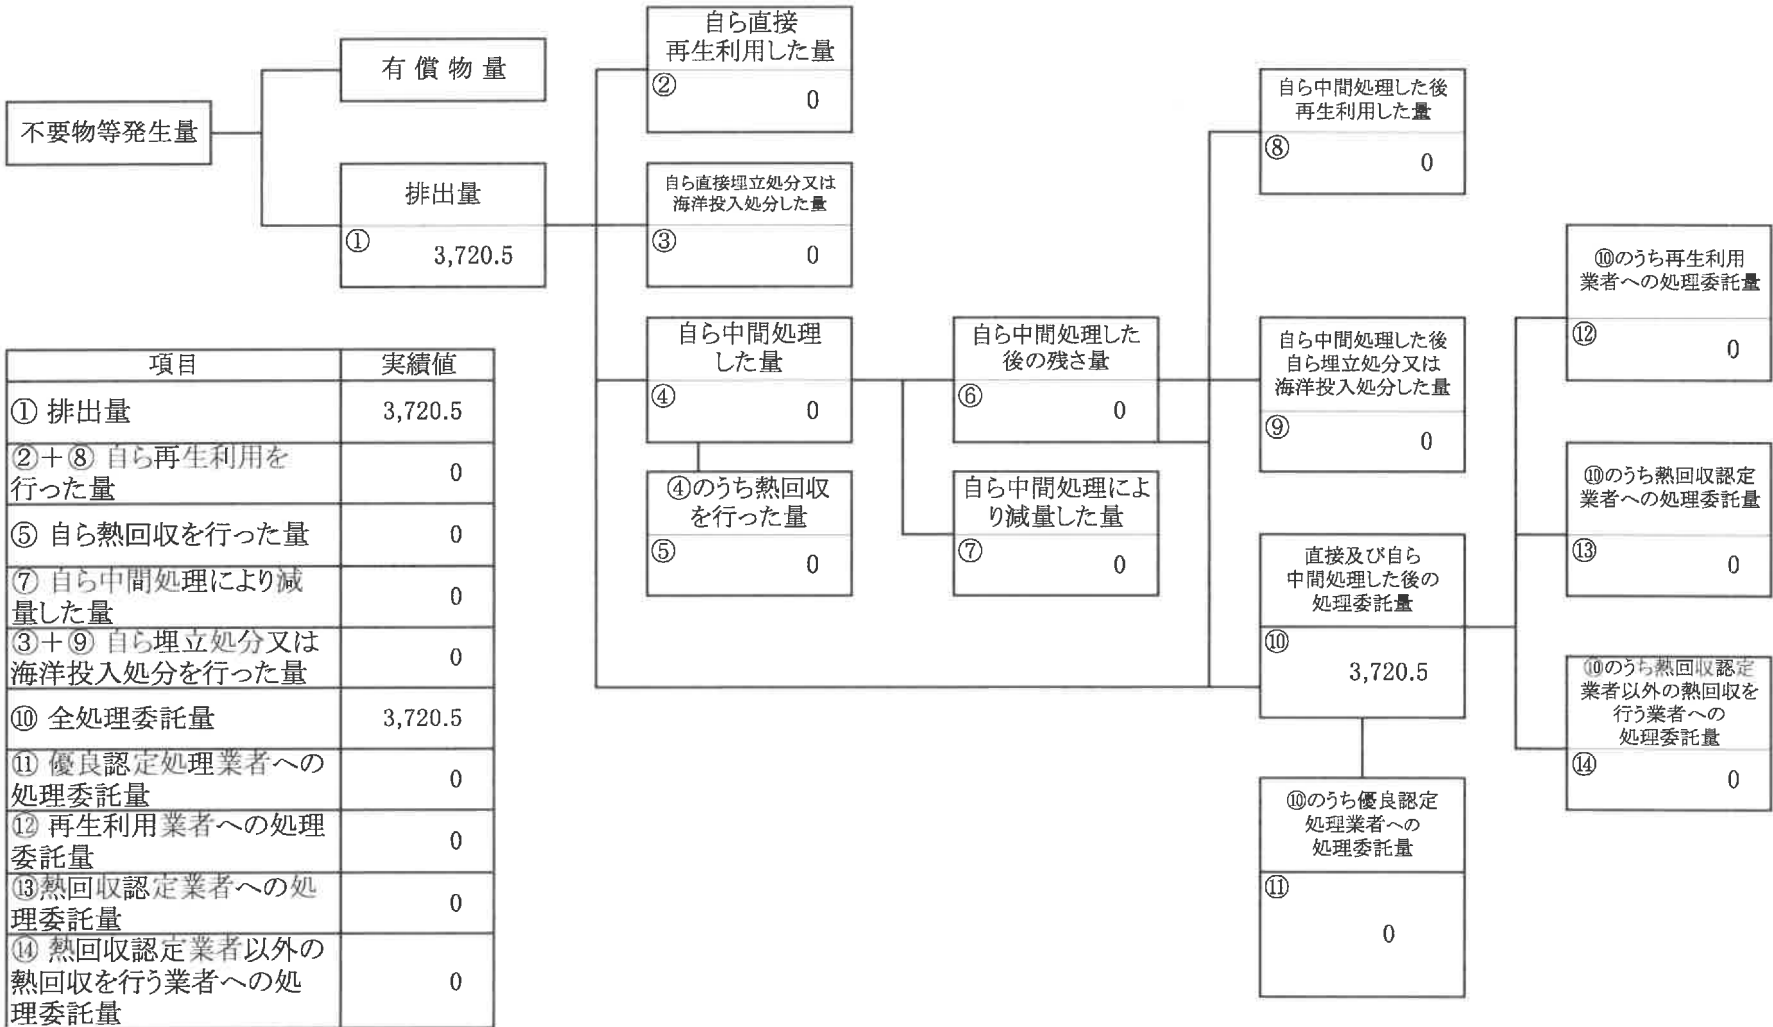 不要物等発生量
有償物量
排出量
①
3,720.5
自ら直接
再生利用した量
②
0
自ら直接埋立処分又は
海洋投入処分した量
③
0
自ら中間処理
した量
④
0
④のうち熱回収
を行った量
⑤
0
自ら中間処理した
後の残さ量
⑥
0
自ら中間処理によ
り減量した量
⑦
0
自ら中間処理した後
再生利用した量
⑧
0
自ら中間処理した後
自ら埋立処分又は
海洋投入処分した量
⑨
0
直接及び自ら
中間処理した後の
処理委託量
⑩
3,720.5
⑩のうち優良認定
処理業者への
処理委託量
⑪
0
⑩のうち再生利用
業者への処理委託量
⑫
0
⑩のうち熱回収認定
業者への処理委託量
⑬
0
⑩のうち熱回収認定
業者以外の熱回収を
行う業者への
処理委託量
⑭
0
項目 実績値
① 排出量 3,720.5
②＋⑧ 自ら再生利用を
行った量 0
⑤ 自ら熱回収を行った量 0
⑦ 自ら中間処理により減
量した量 0
③＋⑨ 自ら埋立処分又は
海洋投入処分を行った量 0
⑩ 全処理委託量 3,720.5
⑪ 優良認定処理業者への
処理委託量 0
⑫ 再生利用業者への処理
委託量 0
⑬熱回収認定業者への処
理委託量 0
⑭ 熱回収認定業者以外の
熱回収を行う業者への処
理委託量 0